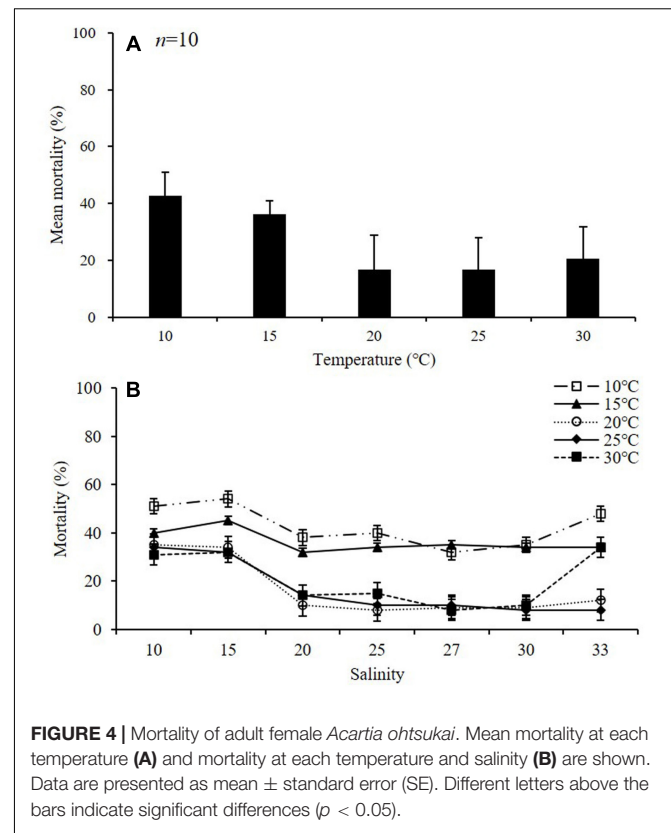 A n=10
100
80
60
40
20
0
Mean mortality (%)
10 15 20 25 30
Temperature (°C)
B
100
80
60
40
20
0
Mortality (%)
10°C
15°C
20°C
25°C
30°C
10 15 20 25 27 30 33
Salinity
FIGURE 4 | Mortality of adult female Acartia ohtsukai. Mean mortality at each
temperature (A) and mortality at each temperature and salinity (B) are shown.
Data are presented as mean ± standard error (SE). Different letters above the
bars indicate significant differences (p < 0.05).